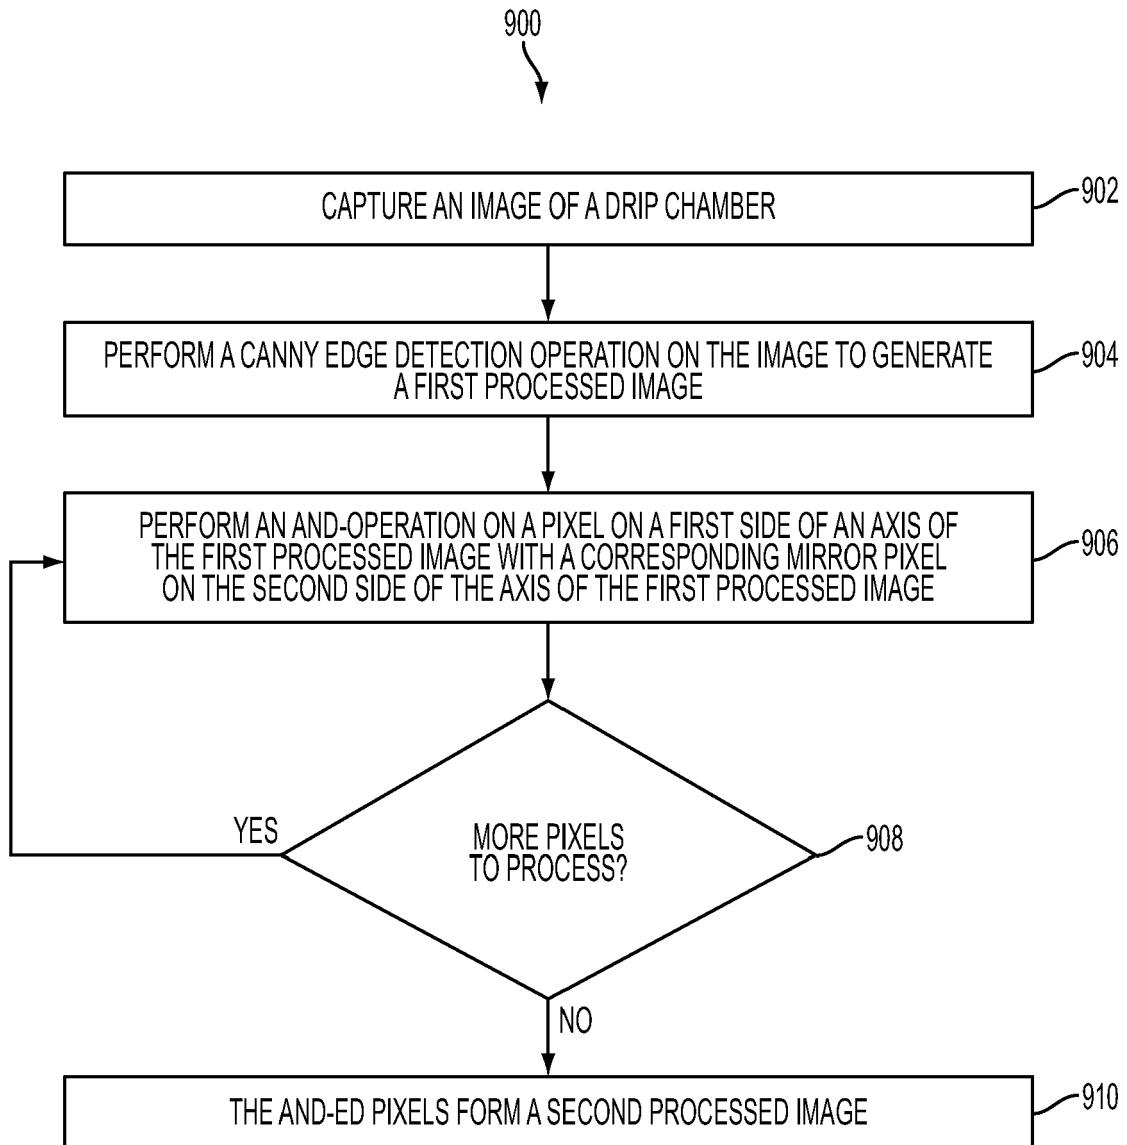 900
CAPTURE AN IMAGE OF A DRIP CHAMBER
902
PERFORM A CANNY EDGE DETECTION OPERATION ON THE IMAGE TO GENERATE
A FIRST PROCESSED IMAGE
904
PERFORM AN AND-OPERATION ON A PIXEL ON A FIRST SIDE OF AN AXIS OF
THE FIRST PROCESSED IMAGE WITH A CORRESPONDING MIRROR PIXEL
ON THE SECOND SIDE OF THE AXIS OF THE FIRST PROCESSED IMAGE
906
YES
MORE PIXELS
TO PROCESS?
908
NO
THE AND-ED PIXELS FORM A SECOND PROCESSED IMAGE
910